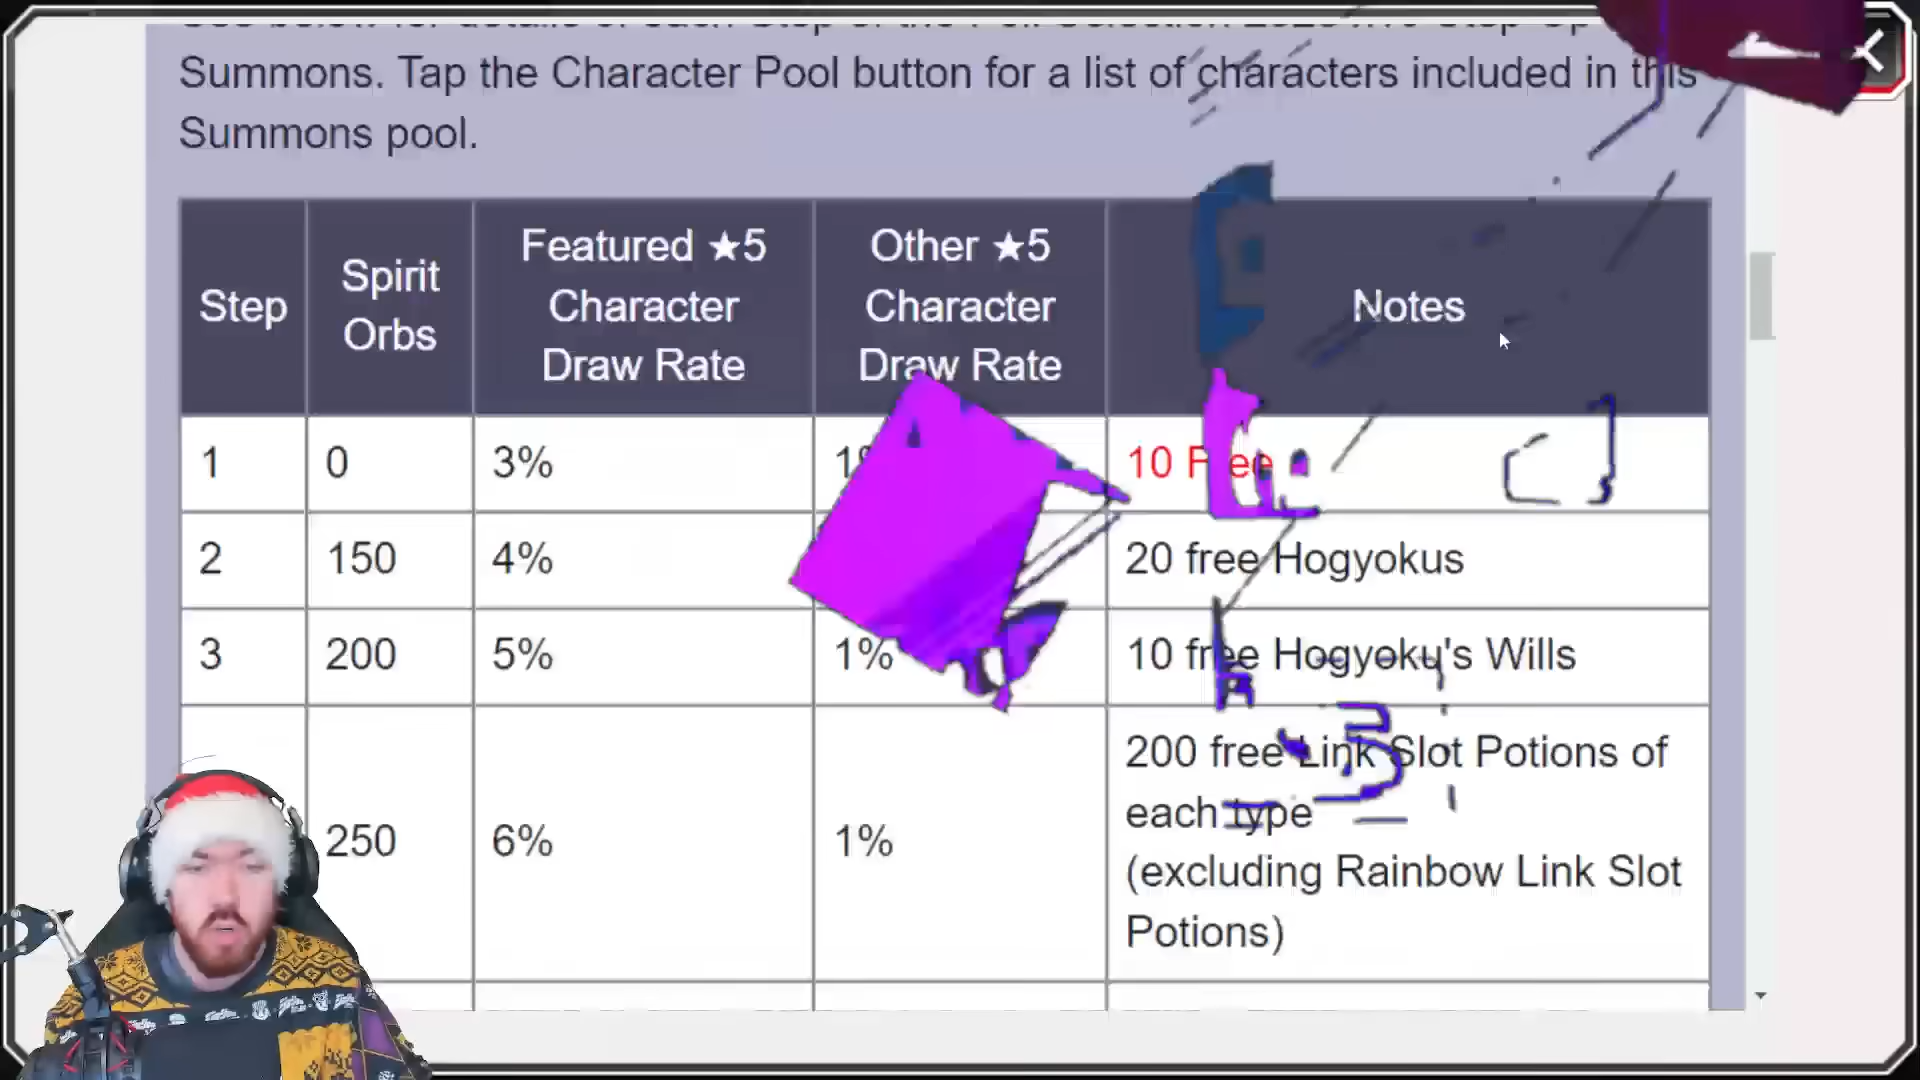 Summons. Tap the Character Pool button for a list of characters included in this
Summons pool.
Step
Spirit
Orbs
Featured ★5
Character
Draw Rate
Other ★5
Character
Draw Rate
Notes
1
0
3%
10 Free
2
150
4%
20 free Hogyokus
3
200
5%
1%
10 free Hogyoku's Wills
250
6%
1%
200 free Link Slot Potions of
each type
(excluding Rainbow Link Slot
Potions)